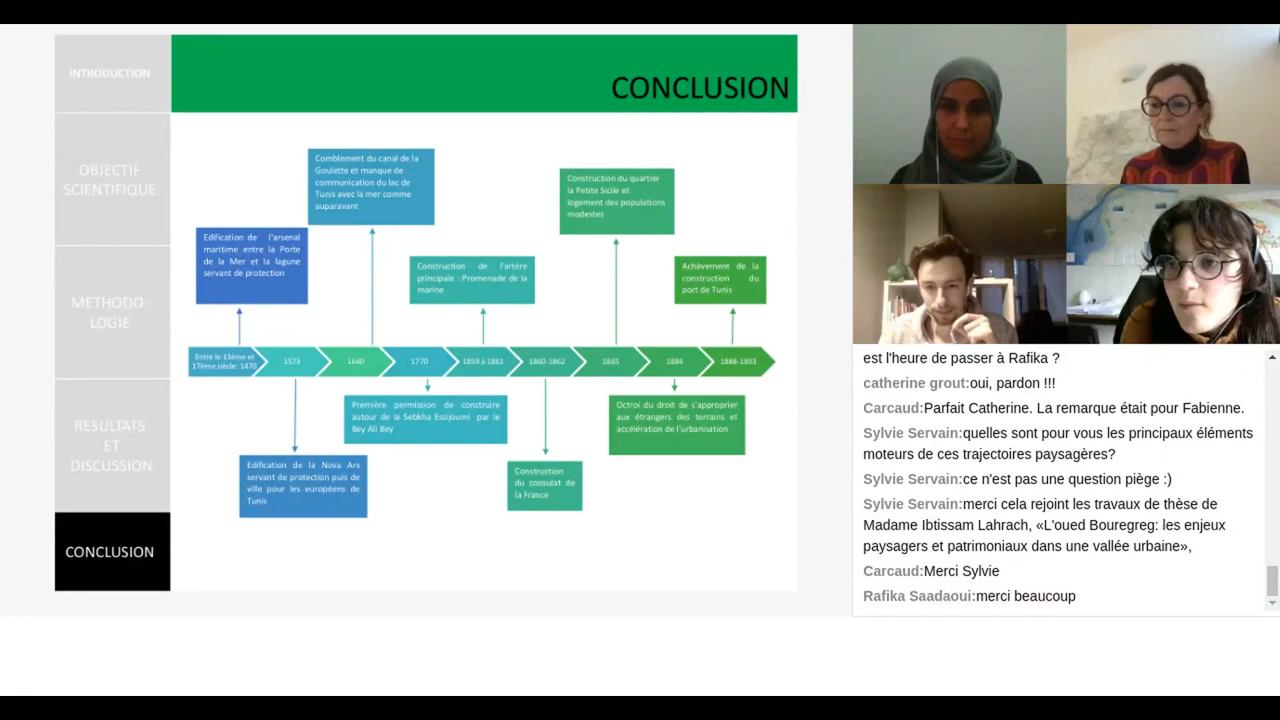 INTRODUCTION
OBJECTIF
SCIENTIFIQUE
METHODO-
LOGIE
RESULTATS
ET
DISCUSSION
CONCLUSION
CONCLUSION
Comblement du canal de la
Goulette et manque de
communication du lac de
Tunis avec la mer comme
auparavant
Construction du quartier
la Petite Sicile et
logement des populations
modestes
Edification de l'arsenal
maritime entre la Porte
de la Mer et la lagune
servant de protection
Construction de l'artère
principale : Promenade de la
marine
Achèvement de la
construction du
port de Tunis
Entre le 13ème et
17ème siècle: 1470
1573
1640
1770
1859 à 1861
1860-1862
1865
1884
1888-1893
Première permission de construire
autour de la Sebkha Essijoumi par le
Bey Ali Bey
Octroi du droit de s'approprier
aux étrangers des terrains et
accélération de l'urbanisation
Edification de la Nova Arx
servant de protection puis de
ville pour les européens de
Tunis
Construction
du consulat de
la France
est l'heure de passer à Rafika ?
catherine grout:oui, pardon !!!
Carcaud:Parfait Catherine. La remarque était pour Fabienne.
Sylvie Servain:quelles sont pour vous les principaux éléments
moteurs de ces trajectoires paysagères?
Sylvie Servain:ce n'est pas une question piège :)
Sylvie Servain:merci cela rejoint les travaux de thèse de
Madame Ibtissam Lahrach, «L'oued Bouregreg: les enjeux
paysagers et patrimoniaux dans une vallée urbaine»,
Carcaud:Merci Sylvie
Rafika Saadaoui:merci beaucoup